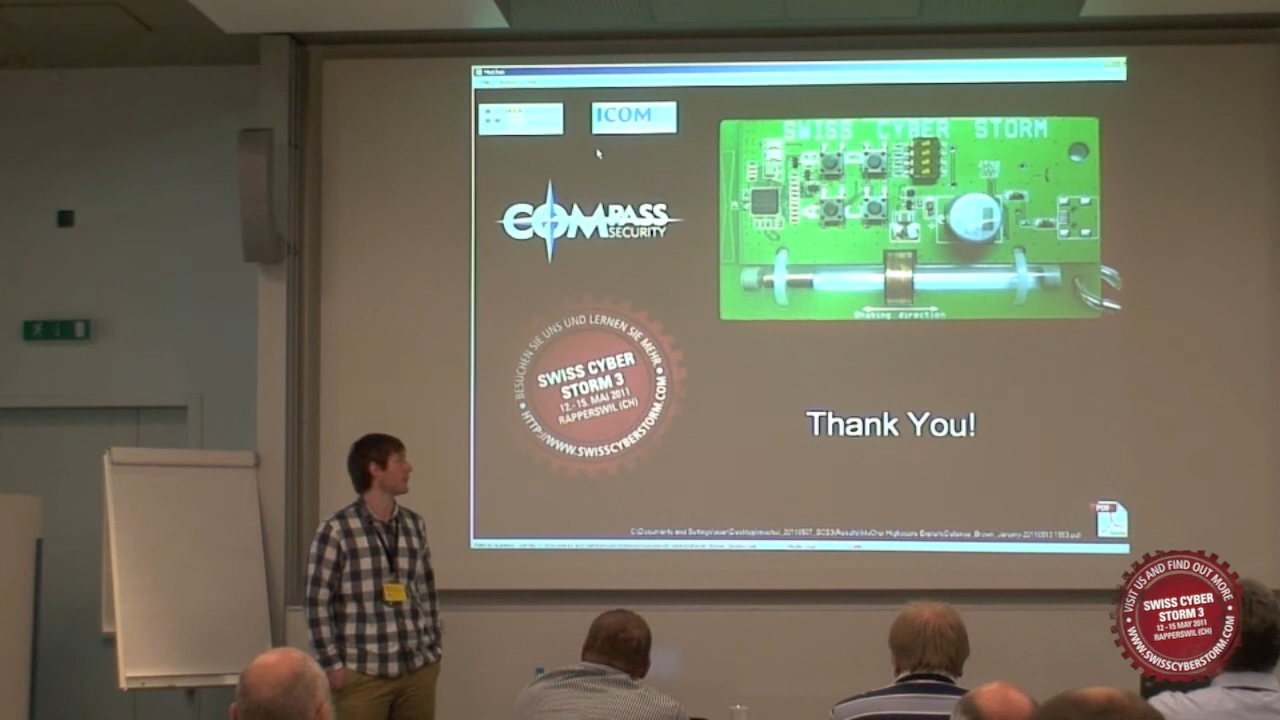 ICOM
SWISS CYBER STORM
COMPASS
SECURITY
Shaking direction
BESUCHEN SIE UNS UND LERNEN SIE MEHR
SWISS CYBER
STORM 3
12.-15. MAI 2011
RAPPERSWIL (CH)
HTTP://WWW.SWISSCYBERSTORM.COM
Thank You!
PDF
VISIT US AND FIND OUT MORE
SWISS CYBER
STORM 3
12-15 MAY 2011
RAPPERSWIL (CH)
WWW.SWISSCYBERSTORM.COM